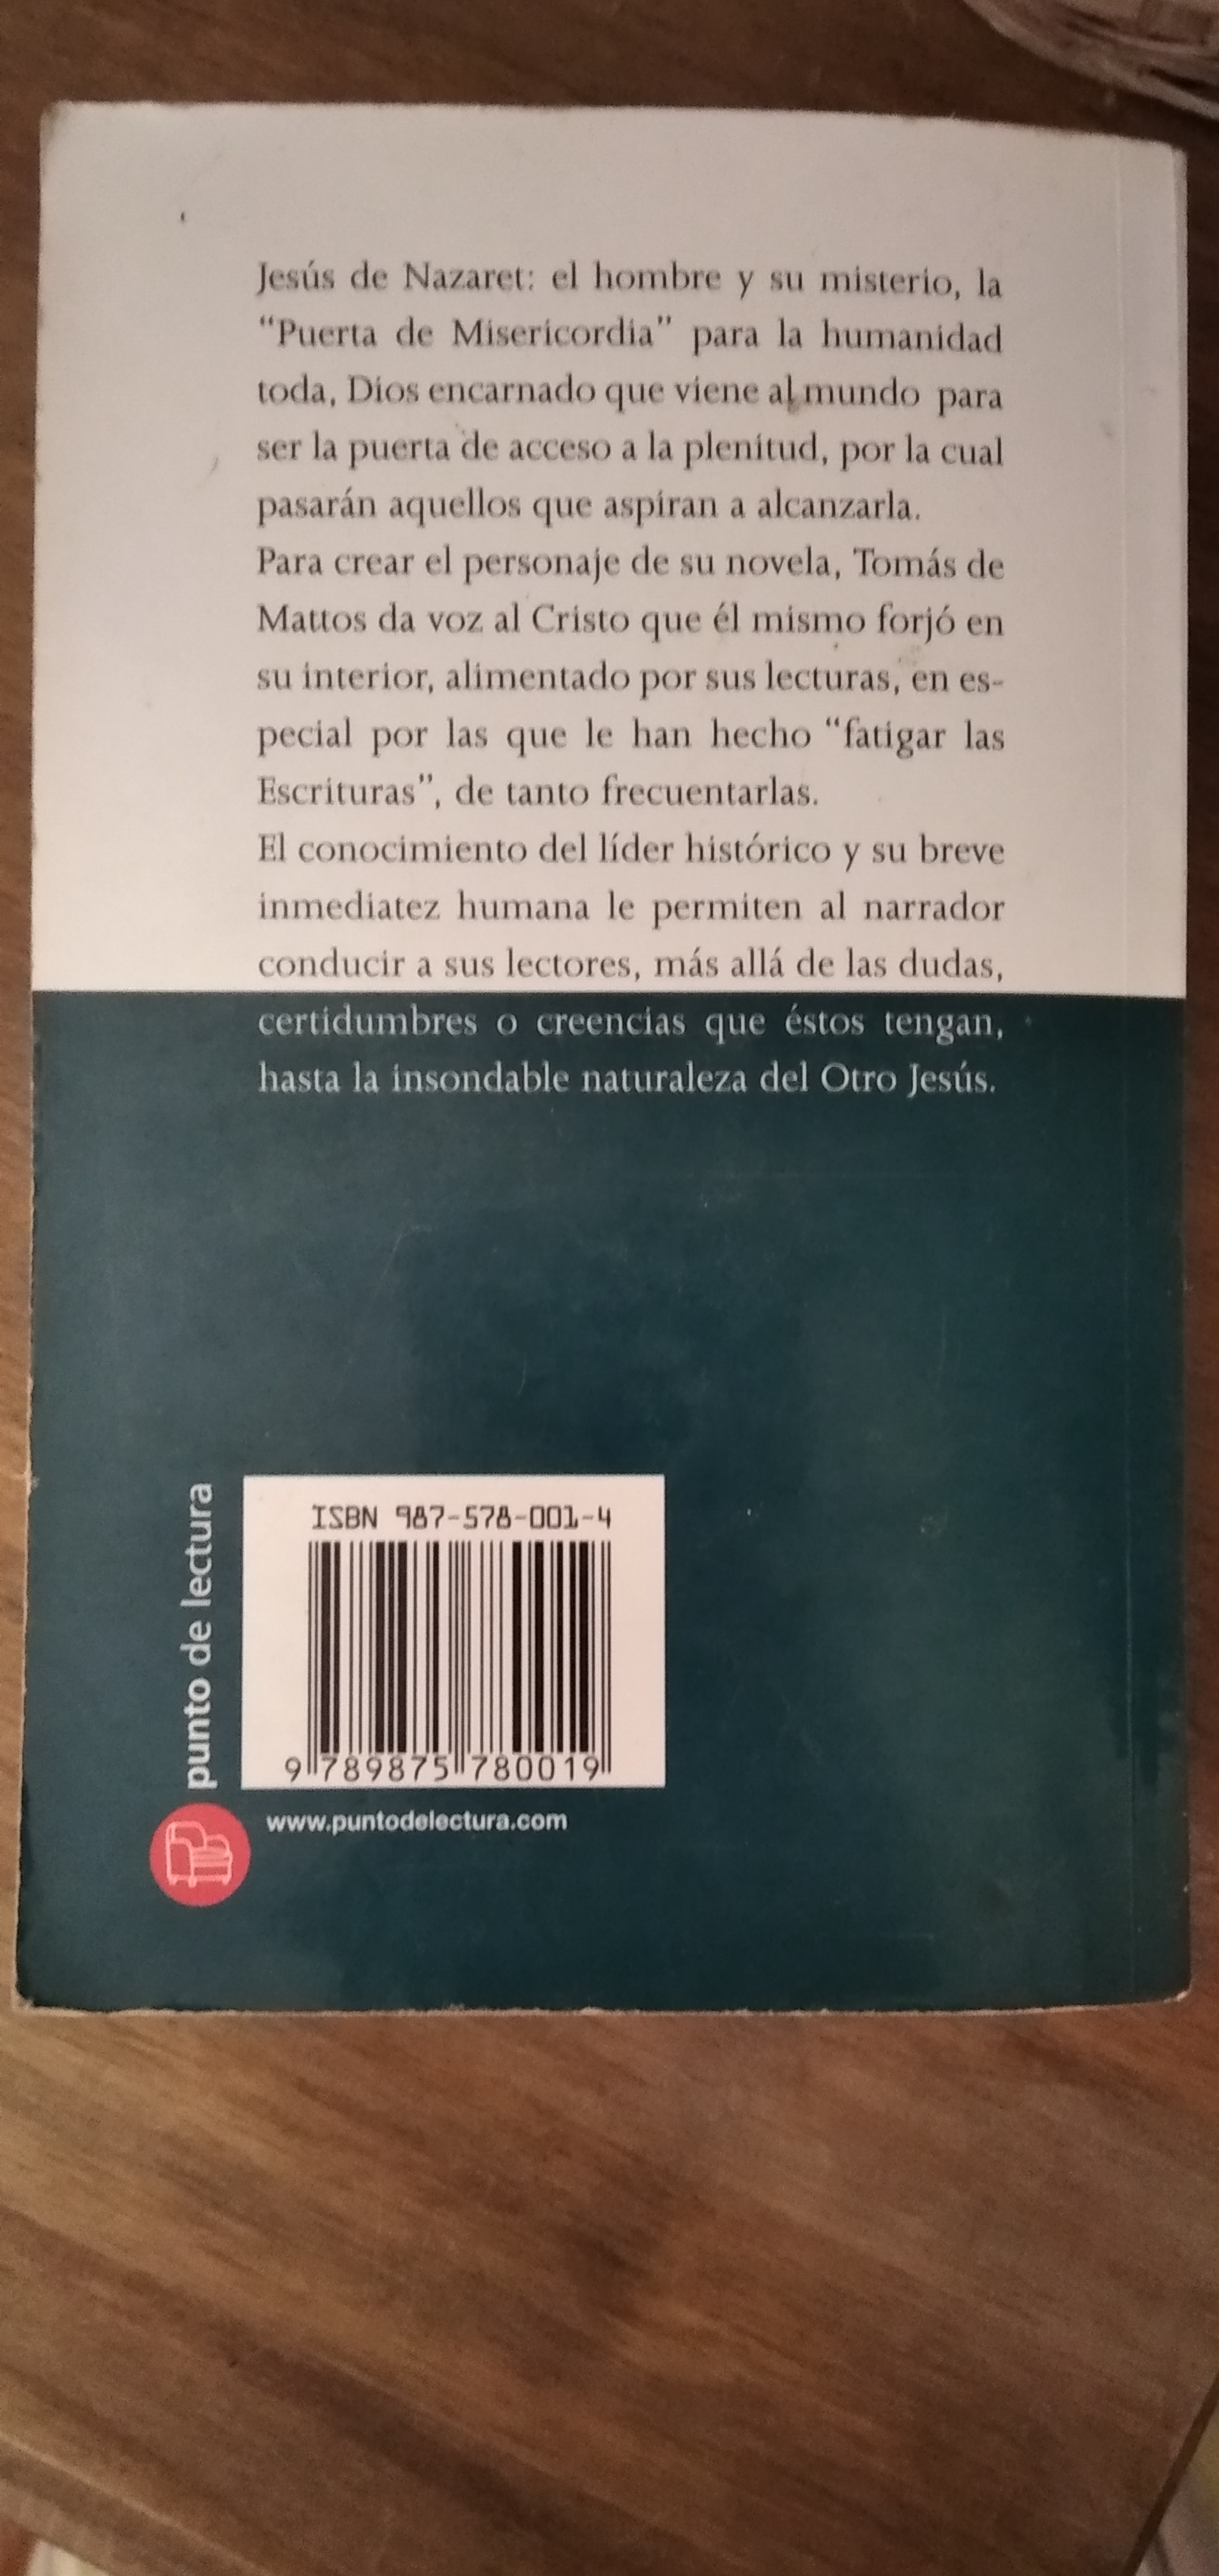 Jesús de Nazaret: el hombre y su misterio, la
“Puerta de Misericordia” para la humanidad
toda, Dios encarnado que viene al mundo para
ser la puerta de acceso a la plenitud, por la cual
pasarán aquellos que aspiran a alcanzarla.
Para crear el personaje de su novela, Tomás de
Mattos da voz al Cristo que él mismo forjó en
su interior, alimentado por sus lecturas, en es-
pecial por las que le han hecho “fatigar las
Escrituras”, de tanto frecuentarlas.
El conocimiento del líder histórico y su breve
inmediatez humana le permiten al narrador
conducir a sus lectores, más allá de las dudas,
certidumbres o creencias que éstos tengan,
hasta la insondable naturaleza del Otro Jesús.
punto de lectura
ISBN 987-578-001-4
9 789875 780019
www.puntodelectura.com